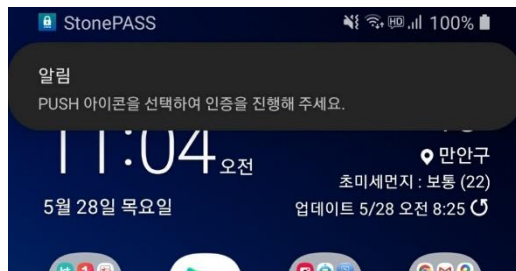 StonePASS
HD 100%
알림
PUSH 아이콘을 선택하여 인증을 진행해 주세요.
11:04 오전
만안구
초미세먼지 : 보통 (22)
5월 28일 목요일
업데이트 5/28 오전 8:25